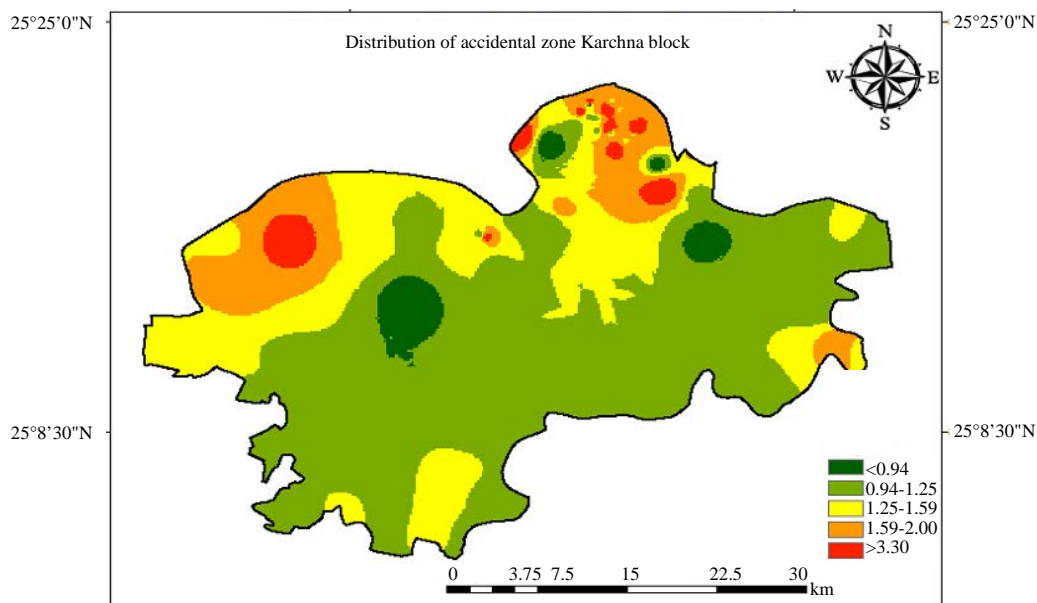 25°25’0"N
25°25’0"N
Distribution of accidental zone Karchna block
N
W
E
S
25°8’30"N
25°8’30"N
<0.94
0.94-1.25
1.25-1.59
1.59-2.00
>3.30
0 3.75 7.5 15 22.5 30
km